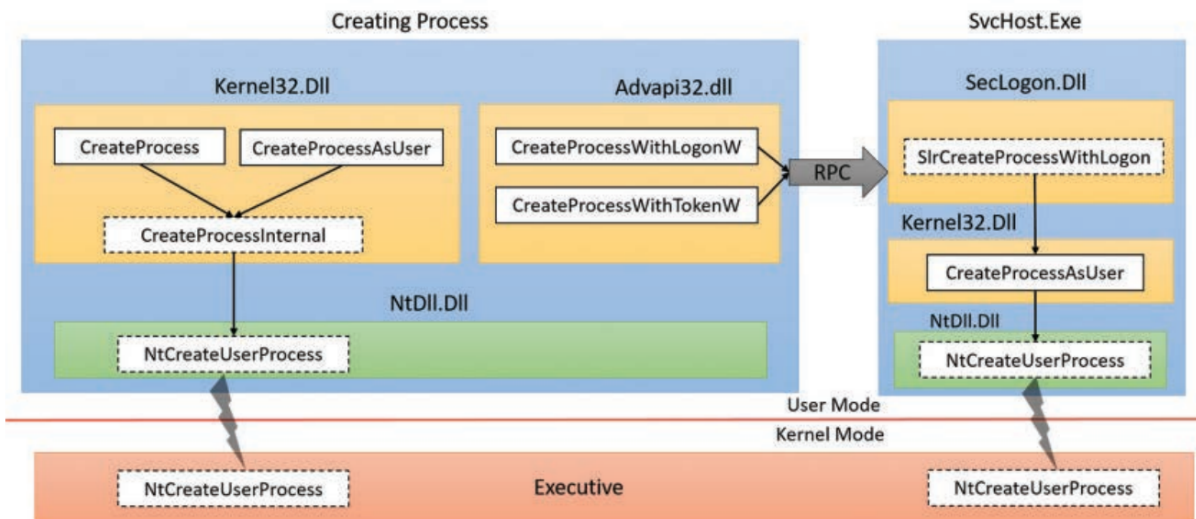 Creating Process
SvcHost.Exe
Kernel32.Dll
Advapi32.dll
SecLogon.Dll
CreateProcess
CreateProcessAsUser
CreateProcessWithLogonW
SlrCreateProcessWithLogon
RPC
CreateProcessWithTokenW
Kernel32.Dll
CreateProcessInternal
CreateProcessAsUser
NtDll.Dll
NtDll.Dll
NtCreateUserProcess
NtCreateUserProcess
User Mode
Kernel Mode
NtCreateUserProcess
Executive
NtCreateUserProcess